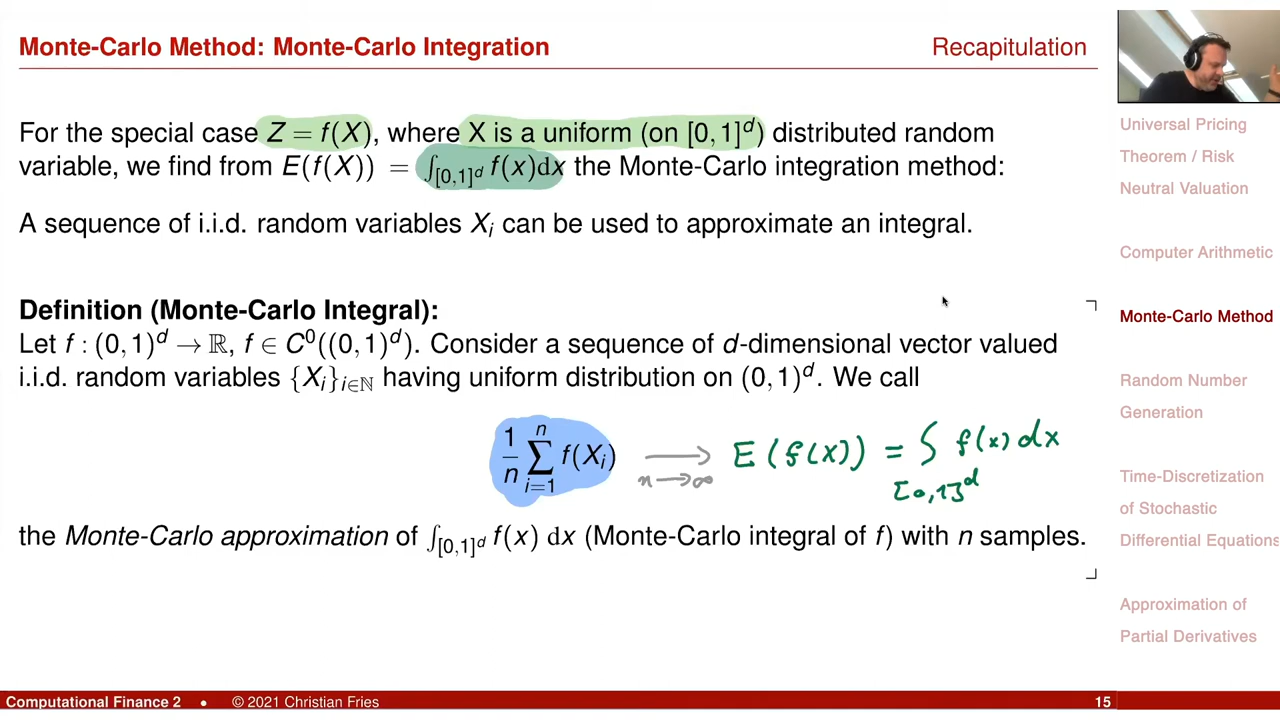 Monte-Carlo Method: Monte-Carlo Integration
Recapitulation
For the special case Z = f(X), where X is a uniform (on [0, 1]^d) distributed random
variable, we find from E(f(X)) = ∫_{[0,1]^d} f(x)dx the Monte-Carlo integration method:
A sequence of i.i.d. random variables X_i can be used to approximate an integral.
Definition (Monte-Carlo Integral):
Let f : (0, 1)^d → ℝ, f ∈ C^0((0, 1)^d). Consider a sequence of d-dimensional vector valued
i.i.d. random variables {X_i}_{i∈ℕ} having uniform distribution on (0, 1)^d. We call
1/n ∑_{i=1}^{n} f(X_i) ⟶_{n→∞} E(f(X)) = ∫_{[0,1]^d} f(x) dx
the Monte-Carlo approximation of ∫_{[0,1]^d} f(x) dx (Monte-Carlo integral of f) with n samples.
Universal Pricing
Theorem / Risk
Neutral Valuation
Computer Arithmetic
Monte-Carlo Method
Random Number
Generation
Time-Discretization
of Stochastic
Differential Equations
Approximation of
Partial Derivatives
Computational Finance 2 • © 2021 Christian Fries
15